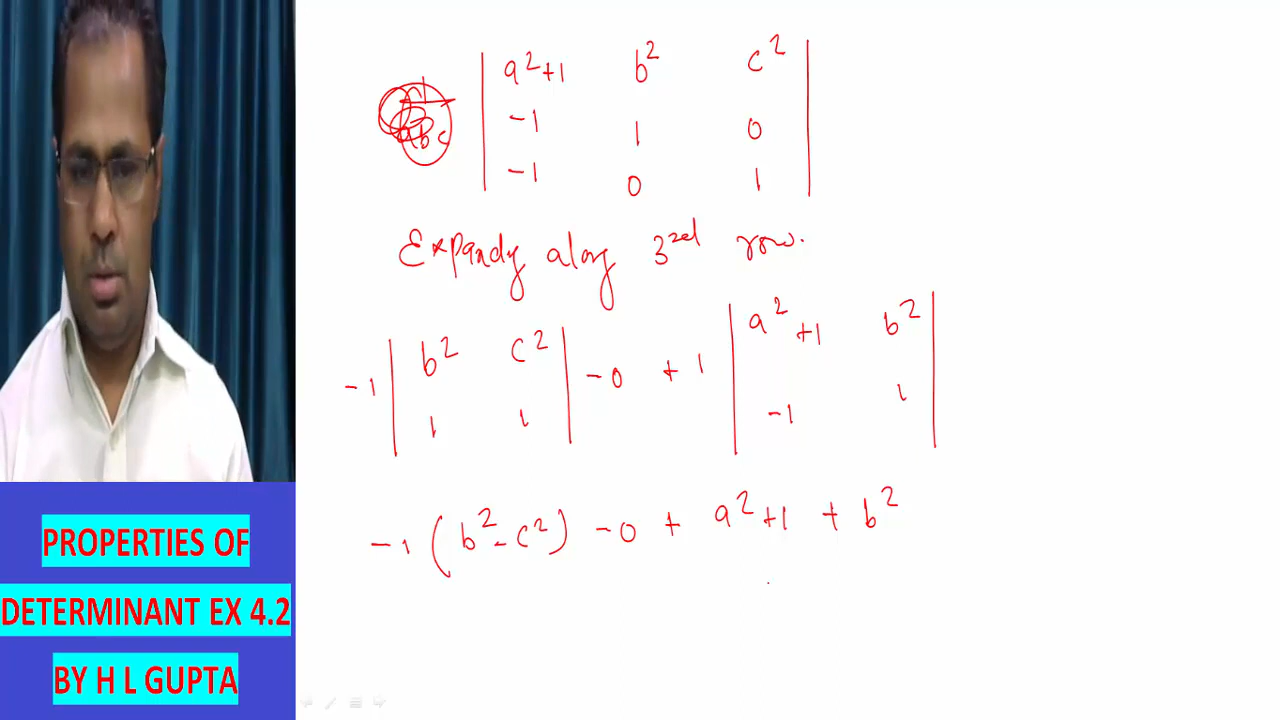 a²+1 b² c²
-1 1 0
abc
-1 0 1
Expandy along 3rd row.
-1 | b² c² | -0 +1 | a²+1 b² |
| 1 1 | | -1 1 |
-1 ( b² - c² ) -0 + a²+1 + b²
PROPERTIES OF
DETERMINANT EX 4.2
BY H L GUPTA